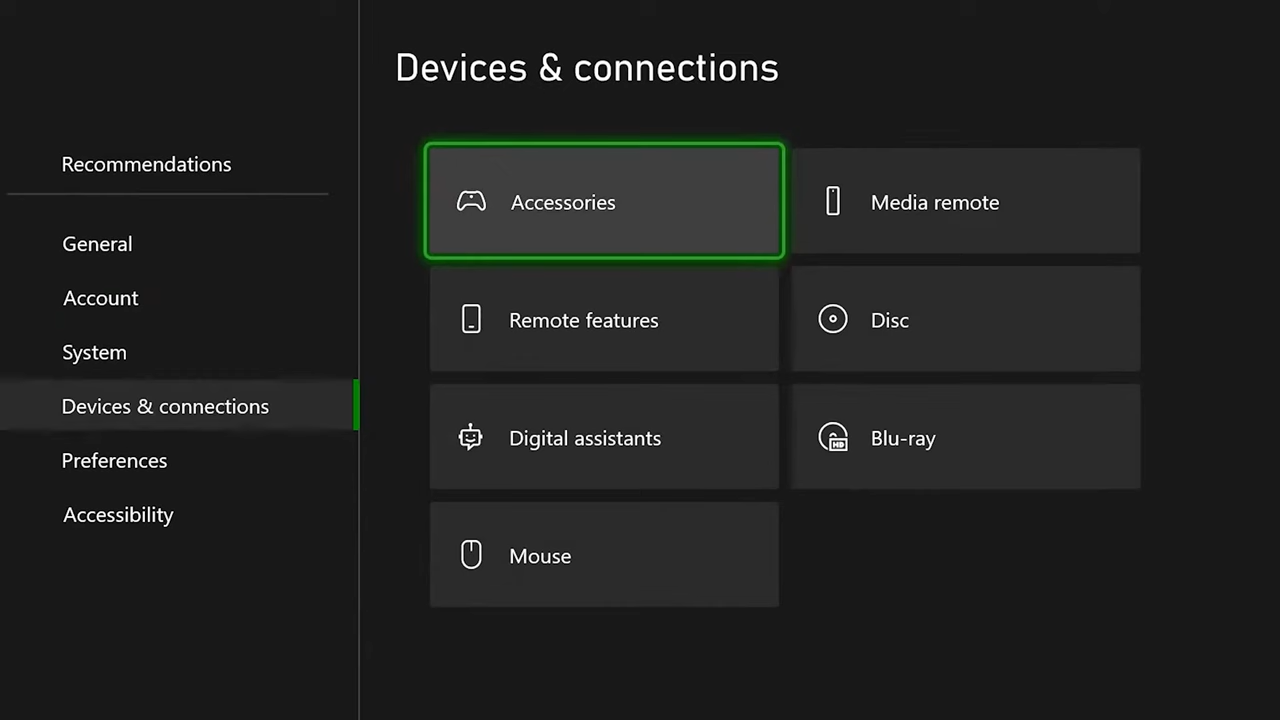 Devices & connections
Recommendations
General
Account
System
Devices & connections
Preferences
Accessibility
Accessories
Media remote
Remote features
Disc
Digital assistants
HD
Blu-ray
Mouse